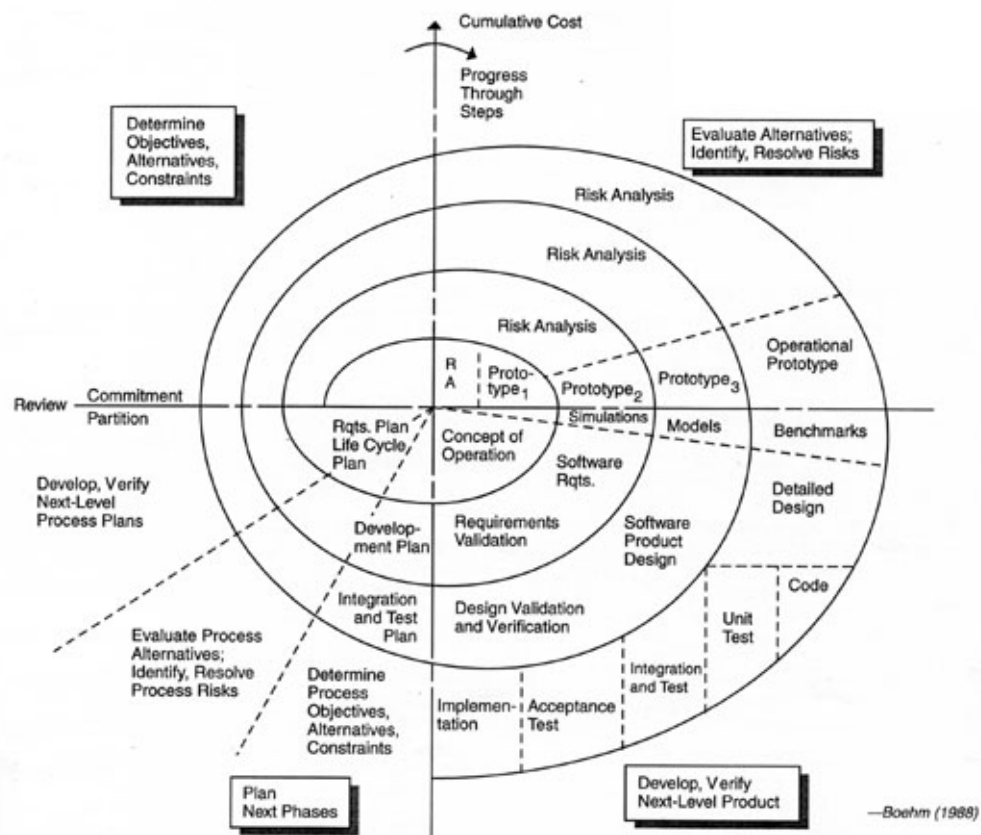 Cumulative Cost
Progress
Through
Steps
Determine
Objectives,
Alternatives,
Constraints
Evaluate Alternatives;
Identify, Resolve Risks
Risk Analysis
Risk Analysis
Risk Analysis
R
A
Proto-
type1
Prototype2
Prototype3
Operational
Prototype
Review
Commitment
Partition
Rqts. Plan
Life Cycle
Plan
Concept of
Operation
Simulations
Models
Benchmarks
Software
Rqts.
Detailed
Design
Develop, Verify
Next-Level
Process Plans
Develop-
ment Plan
Requirements
Validation
Software
Product
Design
Code
Integration
and Test
Plan
Design Validation
and Verification
Unit
Test
Evaluate Process
Alternatives;
Identify, Resolve
Process Risks
Determine
Process
Objectives,
Alternatives,
Constraints
Implemen-
tation
Acceptance
Test
Integration
and Test
Plan
Next Phases
Develop, Verify
Next-Level Product
—Boehm (1988)